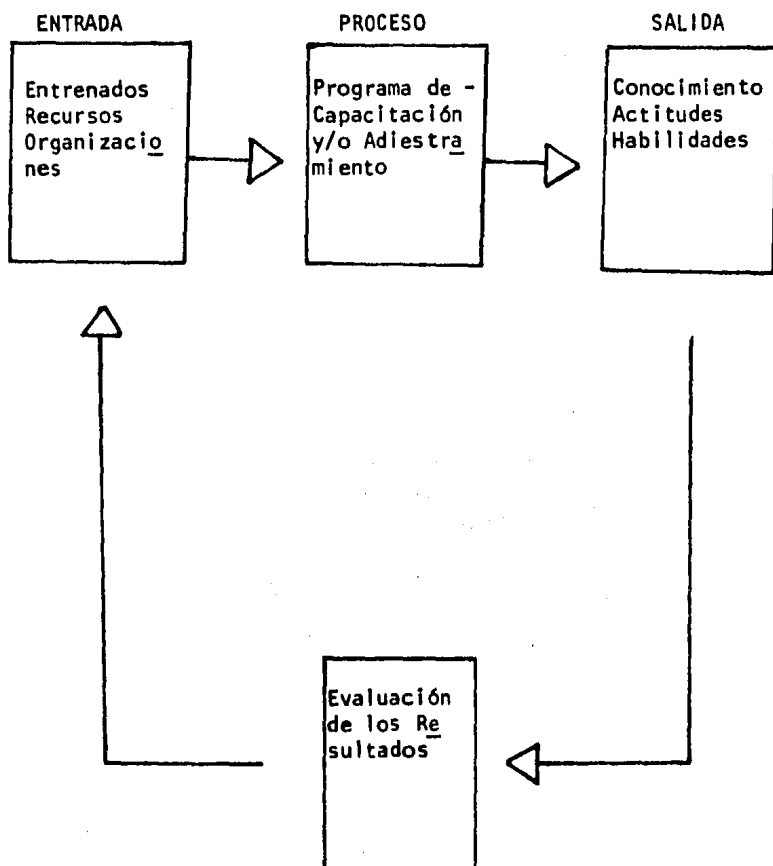 ENTRADA
PROCESO
SALIDA
Entrenados
Recursos
Organizacio
nes
Programa de -
Capacitación
y/o Adiestra
miento
Conocimiento
Actitudes
Habilidades
Evaluación
de los Re
sultados